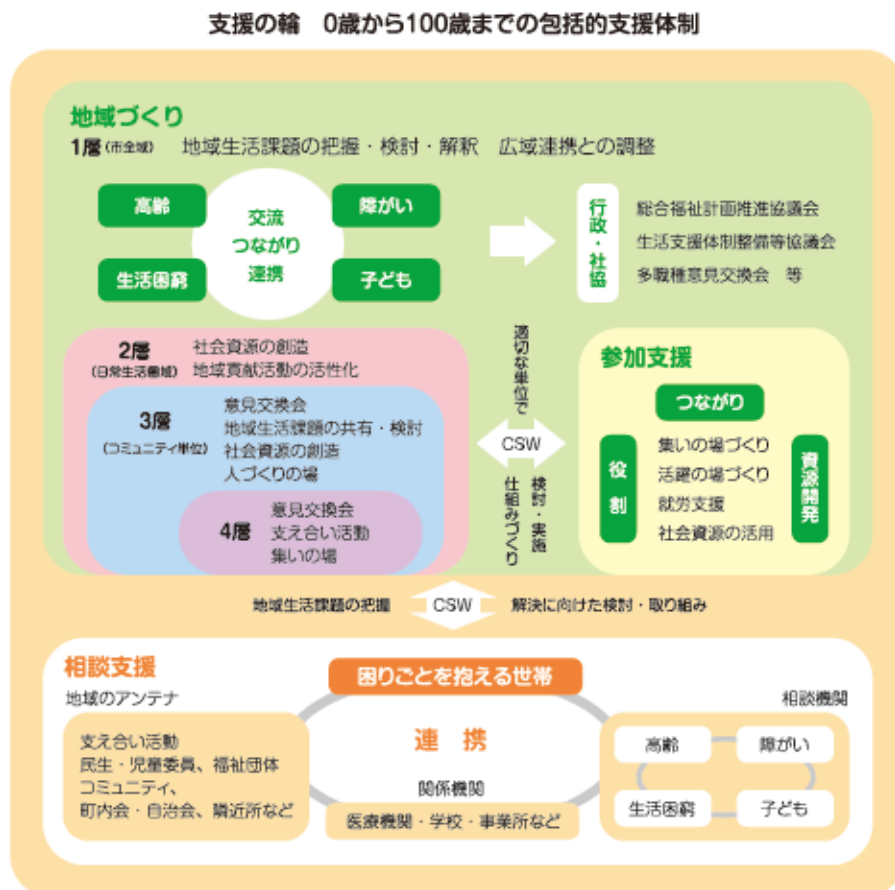 支援の輪　0歳から100歳までの包括的支援体制
地域づくり
1層(市全域)　地域生活課題の把握・検討・解釈　広域連携との調整
高齢
障がい
生活困窮
子ども
交流
つながり
連携
行政・社協
総合福祉計画推進協議会
生活支援体制整備等協議会
多職種意見交換会　等
2層
(日常生活圏域)
社会資源の創造
地域貢献活動の活性化
3層
(コミュニティ単位)
意見交換会
地域生活課題の共有・検討
社会資源の創造
人づくりの場
4層
意見交換会
支え合い活動
集いの場
適切な単位で
CSW
検討・実施
仕組みづくり
参加支援
つながり
役割
集いの場づくり
活躍の場づくり
就労支援
社会資源の活用
資源開発
地域生活課題の把握
CSW
解決に向けた検討・取り組み
相談支援
地域のアンテナ
支え合い活動
民生・児童委員、福祉団体
コミュニティ、
町内会・自治会、隣近所など
困りごとを抱える世帯
連携
関係機関
医療機関・学校・事業所など
相談機関
高齢
障がい
生活困窮
子ども